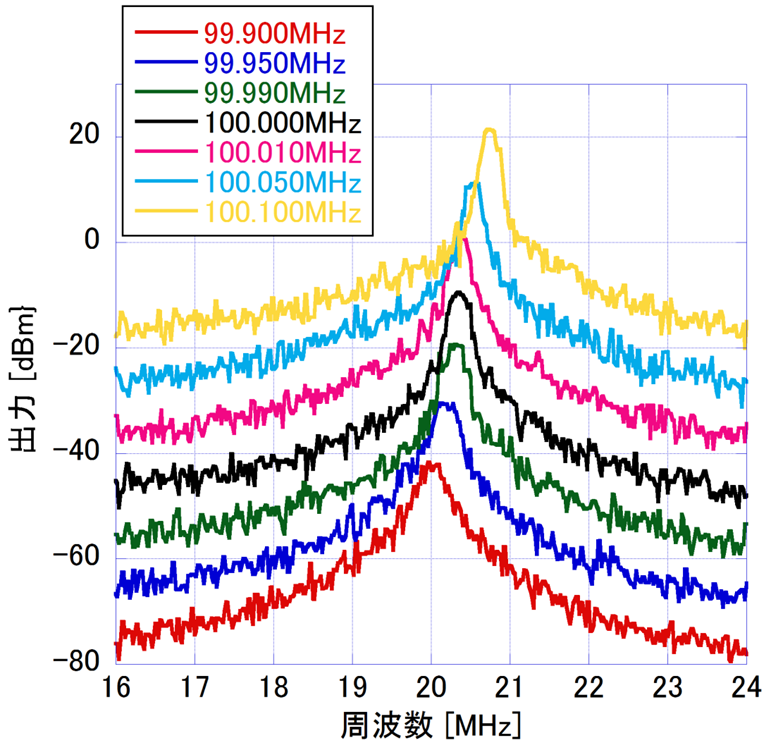 99.900MHz
99.950MHz
99.990MHz
100.000MHz
100.010MHz
100.050MHz
100.100MHz
20
0
−20
−40
−60
−80
出力 [dBm}
16 17 18 19 20 21 22 23 24
周波数 [MHz]